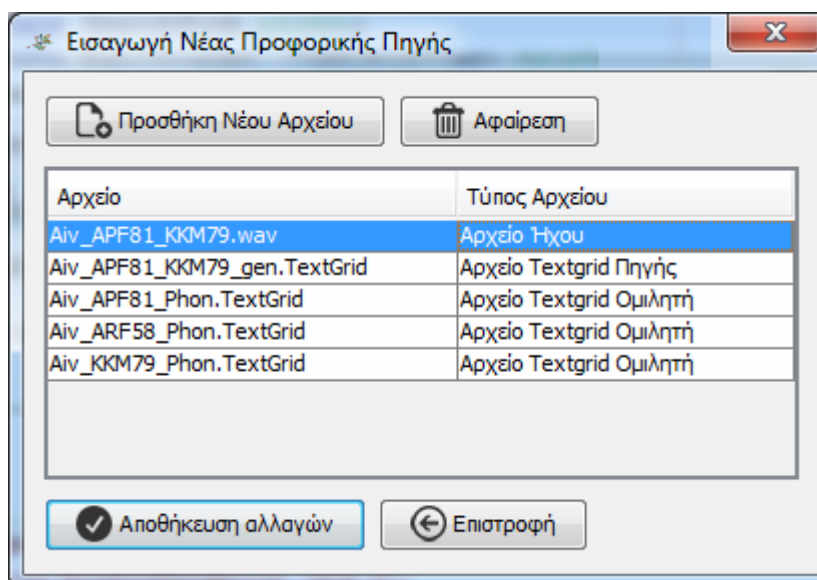 Εισαγωγή Νέας Προφορικής Πηγής
Προσθήκη Νέου Αρχείου Αφαίρεση
Αρχείο Τύπος Αρχείου
Aiv_APF81_KKM79.wav Αρχείο Ήχου
Aiv_APF81_KKM79_gen.TextGrid Αρχείο Textgrid Πηγής
Aiv_APF81_Phon.TextGrid Αρχείο Textgrid Ομιλητή
Aiv_ARF58_Phon.TextGrid Αρχείο Textgrid Ομιλητή
Aiv_KKM79_Phon.TextGrid Αρχείο Textgrid Ομιλητή
Αποθήκευση αλλαγών Επιστροφή